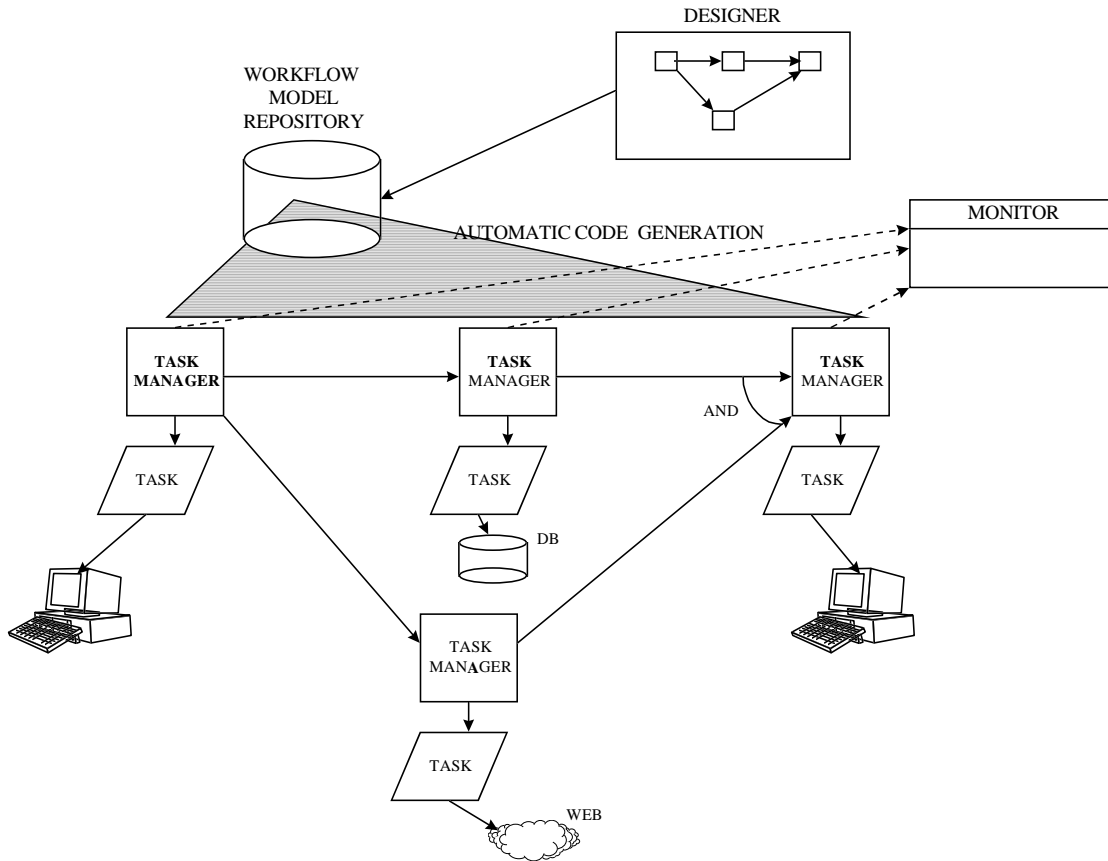 DESIGNER
WORKFLOW
MODEL
REPOSITORY
MONITOR
AUTOMATIC CODE GENERATION
TASK
MANAGER
TASK
MANAGER
TASK
MANAGER
AND
TASK
TASK
TASK
DB
TASK
MANAGER
TASK
WEB